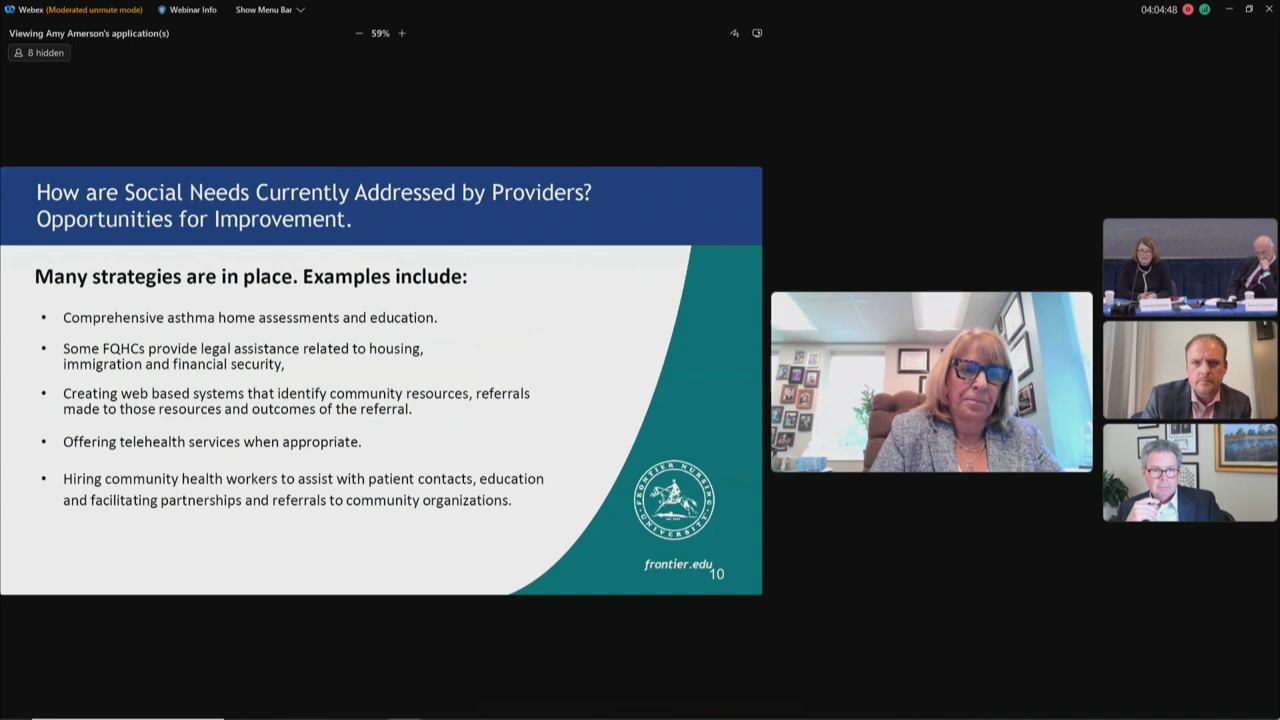 Webex (Moderated unmute mode) Webinar Info Show Menu Bar 04:04:48
Viewing Amy Amerson's application(s) 59%
8 hidden
How are Social Needs Currently Addressed by Providers?
Opportunities for Improvement.
Many strategies are in place. Examples include:
• Comprehensive asthma home assessments and education.
• Some FQHCs provide legal assistance related to housing,
immigration and financial security,
• Creating web based systems that identify community resources, referrals
made to those resources and outcomes of the referral.
• Offering telehealth services when appropriate.
• Hiring community health workers to assist with patient contacts, education
and facilitating partnerships and referrals to community organizations.
FRONTIER NURSING
UNIVERSITY
frontier.edu
10